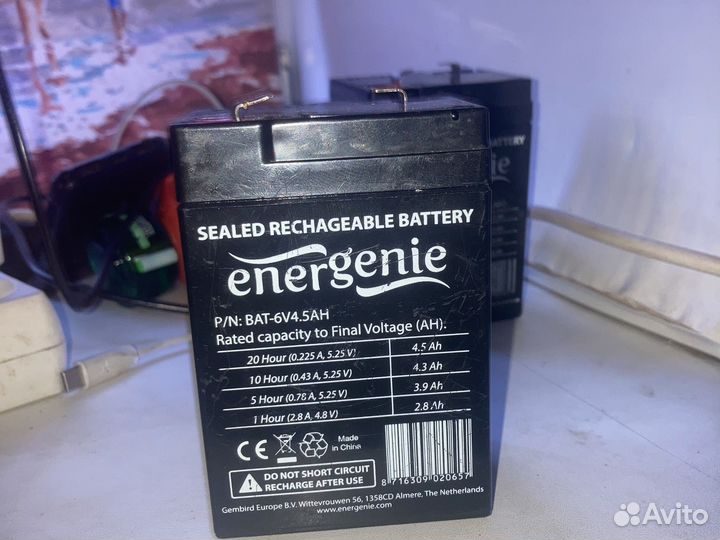 SEALED RECHAGEABLE BATTERY
energenie
P/N: BAT-6V4.5AH
Rated capacity to Final Voltage (AH).
20 Hour (0.225 A, 5.25 V) 4.5 Ah
10 Hour (0.43 A, 5.25 V) 4.3 Ah
5 Hour (0.78 A, 5.25 V) 3.9 Ah
1 Hour (2.8 A, 4.8 V) 2.8 Ah
CE
Made in China
DO NOT SHORT CIRCUIT
RECHARGE AFTER USE
8 716309 020657
Gembird Europe B.V. Wittevrouwen 56, 1358CD Almere, The Netherlands
www.energenie.com
BATTERY
genie
Avito